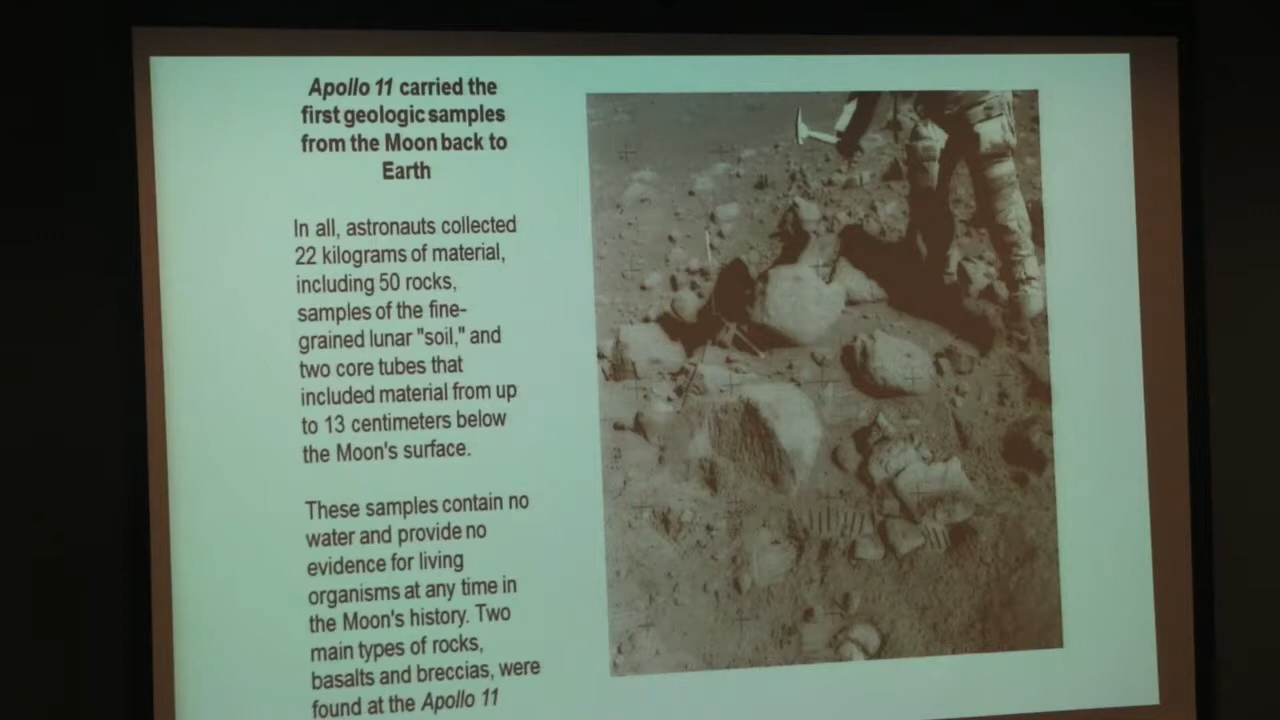 Apollo 11 carried the
first geologic samples
from the Moon back to
Earth
In all, astronauts collected
22 kilograms of material,
including 50 rocks,
samples of the fine-
grained lunar "soil," and
two core tubes that
included material from up
to 13 centimeters below
the Moon's surface.
These samples contain no
water and provide no
evidence for living
organisms at any time in
the Moon's history. Two
main types of rocks,
basalts and breccias, were
found at the Apollo 11